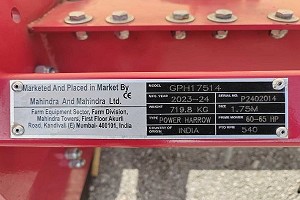 Marketed And Placed in Market By
Mahindra And Mahindra Ltd.
Farm Equipment Sector, Farm Division,
Mahindra Towers, First Floor Akurli
Road, Kandivali (E) Mumbai- 400101, India
MODEL GPH17514
MFG. YEAR 2023-24 SERIAL NO. P2402014
WEIGHT 719.8 KG SIZE 1.75M
TYPE POWER HARROW PRIME MOVER 60-65 HP
COUNTRY OF ORIGIN INDIA PTO RPM 540